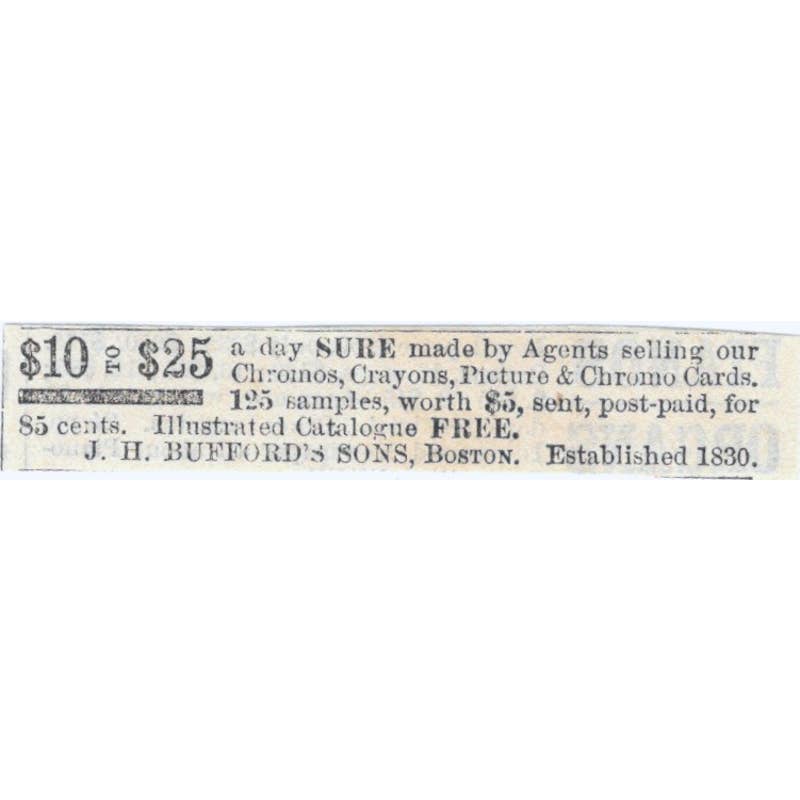 $10 TO $25 a day SURE made by Agents selling our
Chromos, Crayons, Picture & Chromo Cards.
125 samples, worth $5, sent, post-paid, for
85 cents. Illustrated Catalogue FREE.
J. H. BUFFORD'S SONS, BOSTON. Established 1830.